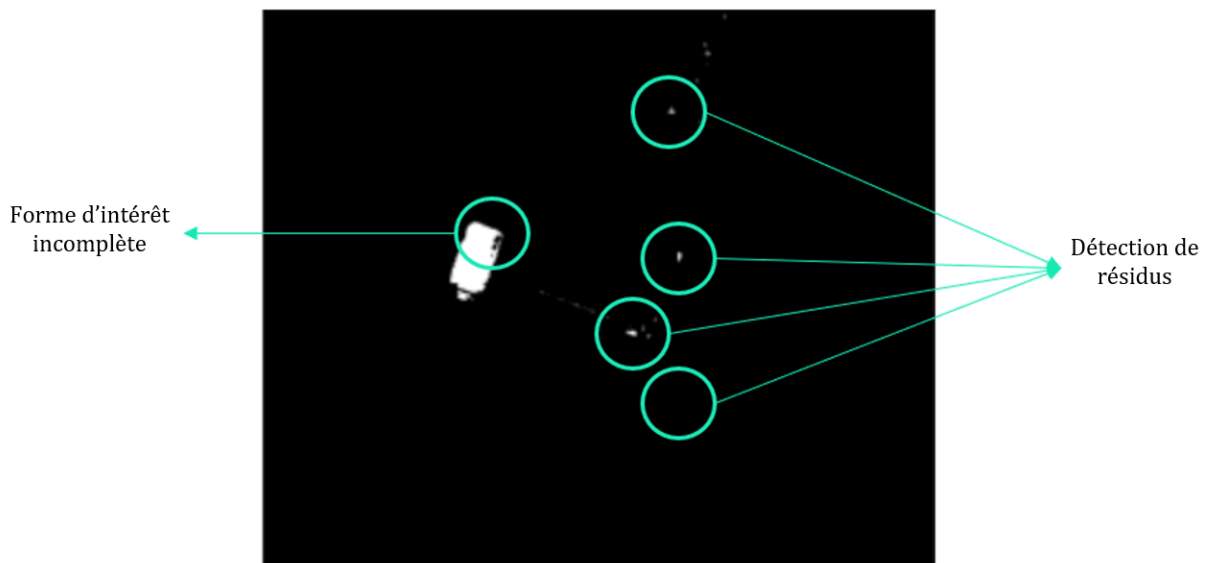 Forme d'intérêt
incomplète
Détection de
résidus